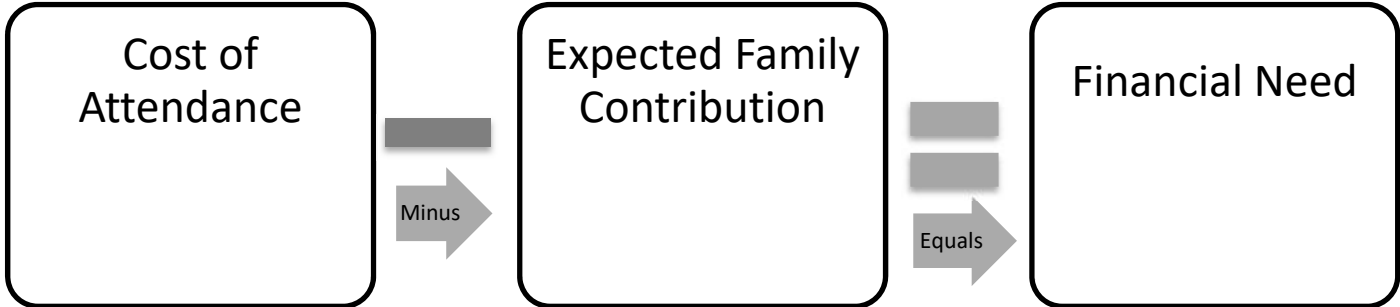 Cost of
Attendance
Minus
Expected Family
Contribution
Equals
Financial Need